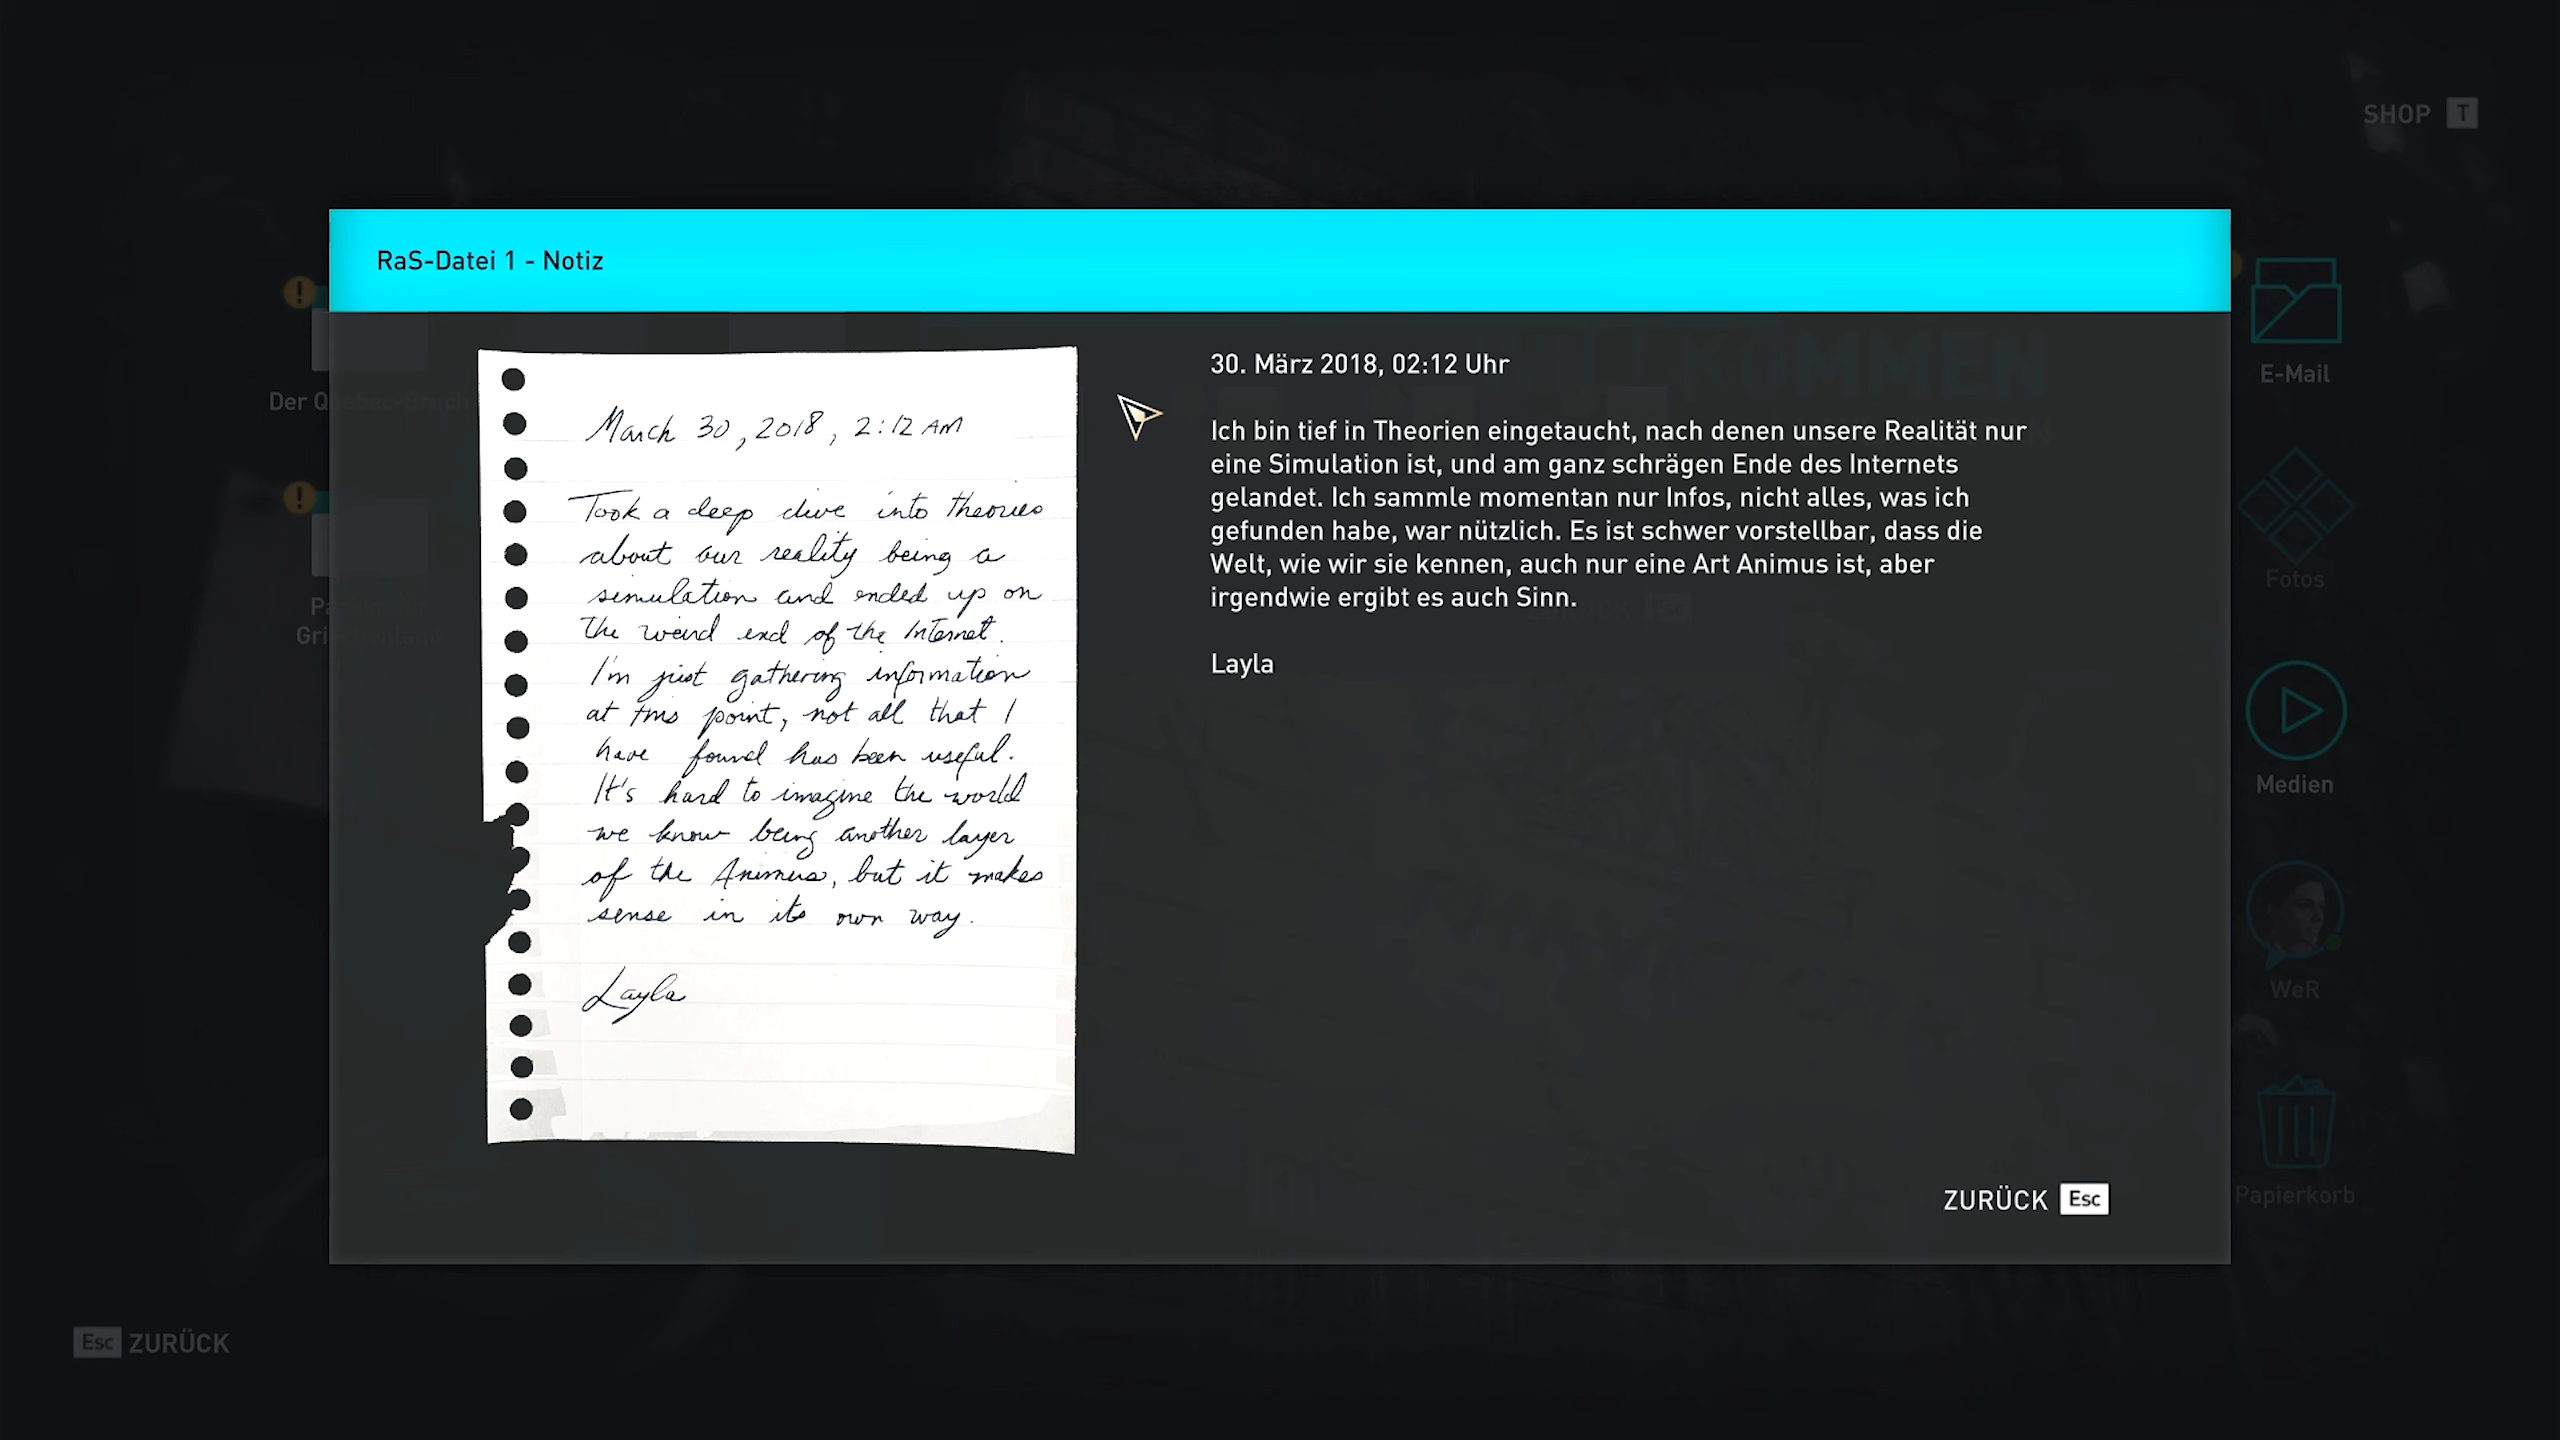 SHOP T
RaS-Datei 1 - Notiz
March 30, 2018, 2:12 AM
Took a deep dive into theories
about our reality being a
simulation and ended up on
the weird end of the Internet.
I'm just gathering information
at this point, not all that I
have found has been useful.
It's hard to imagine the world
we know being another layer
of the Animus, but it makes
sense in its own way.
Layla
30. März 2018, 02:12 Uhr
Ich bin tief in Theorien eingetaucht, nach denen unsere Realität nur
eine Simulation ist, und am ganz schrägen Ende des Internets
gelandet. Ich sammle momentan nur Infos, nicht alles, was ich
gefunden habe, war nützlich. Es ist schwer vorstellbar, dass die
Welt, wie wir sie kennen, auch nur eine Art Animus ist, aber
irgendwie ergibt es auch Sinn.
Layla
ZURÜCK Esc
E-Mail
Fotos
Medien
WeR
Papierkorb
Esc ZURÜCK